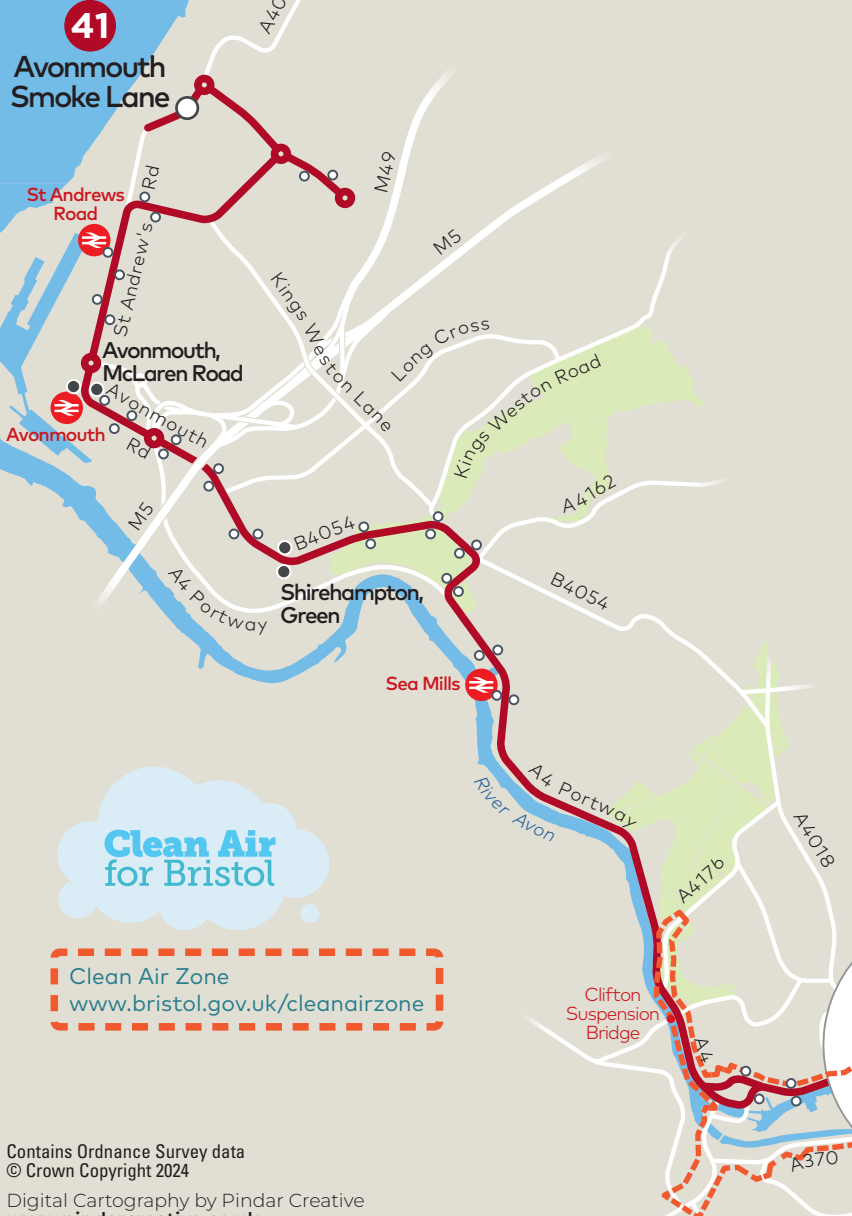 41
Avonmouth
Smoke Lane
A40
St Andrews
Road
St Andrew's Rd
M49
M5
Kings Weston Lane
Long Cross
Kings Weston Road
Avonmouth,
McLaren Road
Avonmouth
Avonmouth
Rd
M5
A4162
B4054
Shirehampton,
Green
A4 Portway
B4054
Sea Mills
River Avon
A4 Portway
Clean Air
for Bristol
A4018
A4176
Clean Air Zone
www.bristol.gov.uk/cleanairzone
Clifton
Suspension
Bridge
A4
A370
Contains Ordnance Survey data
© Crown Copyright 2024
Digital Cartography by Pindar Creative